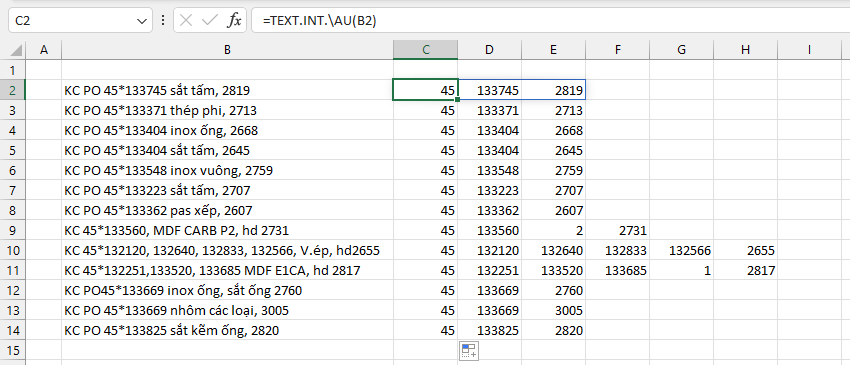 C2 fx =TEXT.INT.\AU(B2)
A B C D E F G H I
1
2 KC PO 45*133745 sắt tấm, 2819 45 133745 2819
3 KC PO 45*133371 thép phi, 2713 45 133371 2713
4 KC PO 45*133404 inox ống, 2668 45 133404 2668
5 KC PO 45*133404 sắt tấm, 2645 45 133404 2645
6 KC PO 45*133548 inox vuông, 2759 45 133548 2759
7 KC PO 45*133223 sắt tấm, 2707 45 133223 2707
8 KC PO 45*133362 pas xếp, 2607 45 133362 2607
9 KC 45*133560, MDF CARB P2, hd 2731 45 133560 2 2731
10 KC 45*132120, 132640, 132833, 132566, V.ép, hd2655 45 132120 132640 132833 132566 2655
11 KC 45*132251,133520, 133685 MDF E1CA, hd 2817 45 132251 133520 133685 1 2817
12 KC PO45*133669 inox ống, sắt ống 2760 45 133669 2760
13 KC PO 45*133669 nhôm các loại, 3005 45 133669 3005
14 KC PO 45*133825 sắt kẽm ống, 2820 45 133825 2820
15